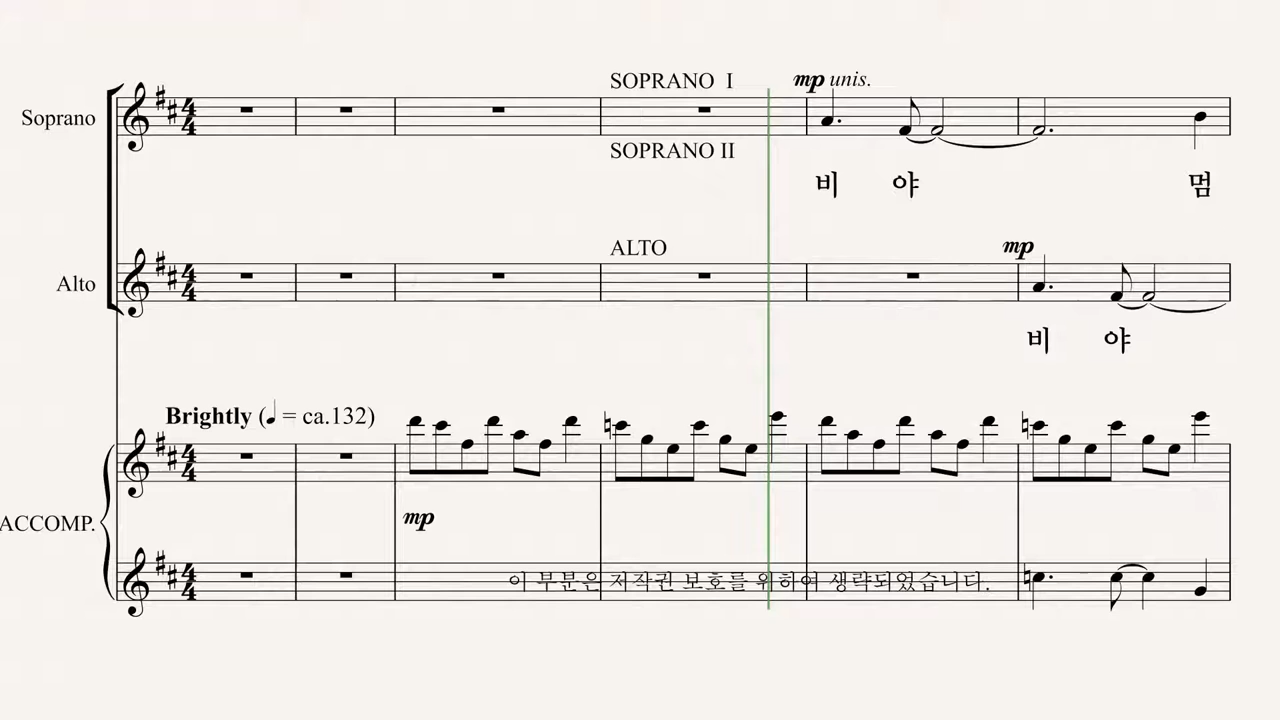 SOPRANO I
mp unis.
Soprano
SOPRANO II
비 야 멈
ALTO
mp
Alto
비 야
Brightly (♩ = ca.132)
mp
ACCOMP.
이 부분은 저작권 보호를 위하여 생략되었습니다.